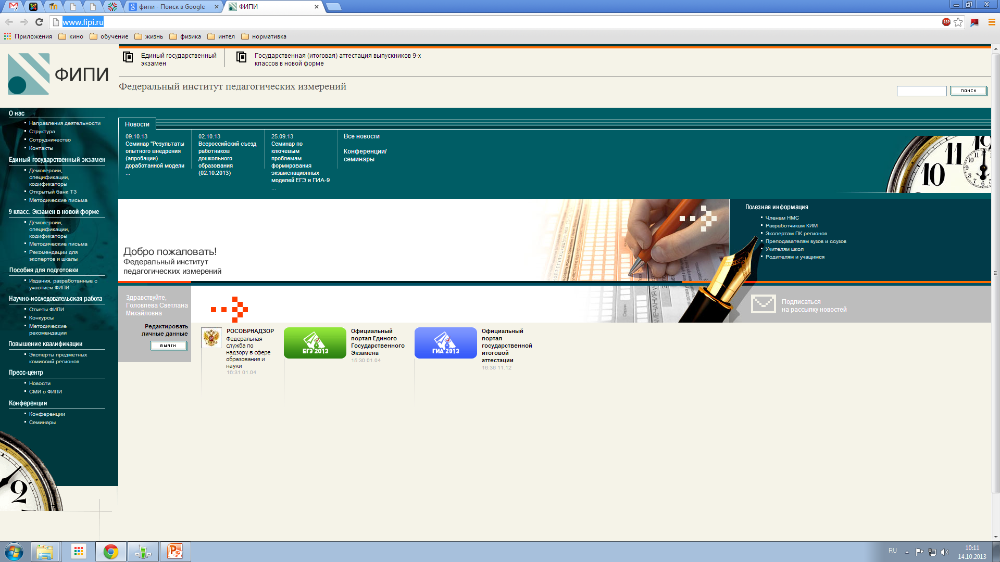 7
фипи - Поиск в Google
ФИПИ
www.fipi.ru
ABP
Приложения
кино
обучение
жизнь
физика
интел
нормативка
ФИПИ
Единый государственный
экзамен
Государственная (итоговая) аттестация выпускников 9-х
классов в новой форме
Федеральный институт педагогических измерений
поиск
О нас
Направления деятельности
Структура
Сотрудничество
Контакты
Единый государственный экзамен
Демоверсии,
спецификации,
кодификаторы
Открытый банк ТЗ
Методические письма
9 класс. Экзамен в новой форме
Демоверсии,
спецификации,
кодификаторы
Методические письма
Рекомендации для
экспертов и шкалы
Пособия для подготовки
Издания, разработанные с
участием ФИПИ
Научно-исследовательская работа
Отчеты ФИПИ
Конкурсы
Методические
рекомендации
Повышение квалификации
Эксперты предметных
комиссий регионов
Пресс-центр
Новости
СМИ о ФИПИ
Конференции
Конференции
Семинары
Новости
09.10.13
Семинар "Результаты
опытного внедрения
(апробации)
доработанной модели
...
02.10.13
Всероссийский съезд
работников
дошкольного
образования
(02.10.2013)
25.09.13
Семинар по
ключевым
проблемам
формирования
экзаменационных
моделей ЕГЭ и ГИА-9
...
Все новости
Конференции/
семинары
10
11
12
Добро пожаловать!
Федеральный институт
педагогических измерений
Полезная информация
Членам НМС
Разработчикам КИМ
Экспертам ПК регионов
Преподавателям вузов и ссузов
Учителям школ
Родителям и учащимся
Здравствуйте,
Головлева Светлана
Михайловна
Редактировать
личные данные
выйти
Подписаться
на рассылку новостей
РОСОБРНАДЗОР
Федеральная
служба по
надзору в сфере
образования и
науки
16:31 01.04
ЕГЭ 2013
Официальный
портал Единого
Государственного
Экзамена
15:30 01.04
ГИА 2013
Официальный
портал
государственной
итоговой
аттестации
16:36 11.12
2
RU
10:11
14.10.2013